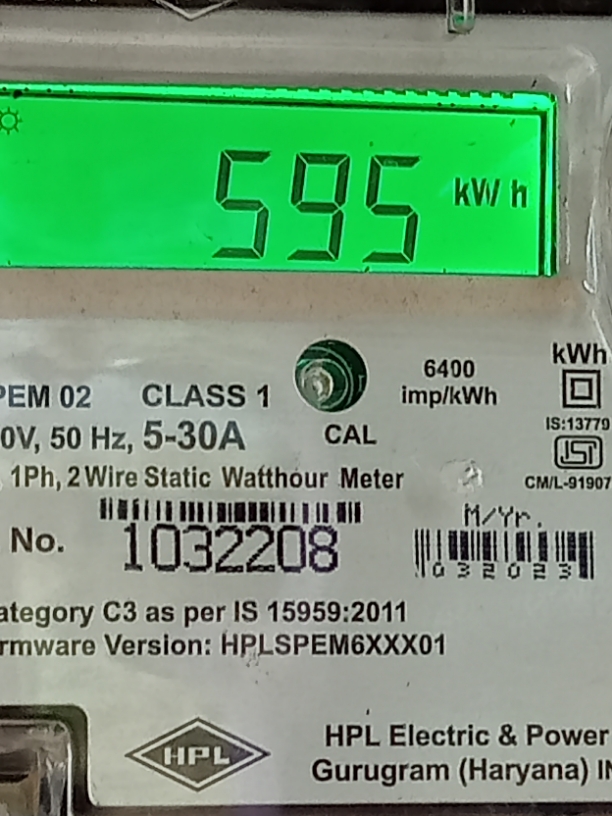 595 kWh
6400
imp/kWh
kWh
PEM 02 CLASS 1
0V, 50 Hz, 5-30A
CAL
IS:13779
ISI
CM/L-91907
1Ph, 2 Wire Static Watthour Meter
M/Yr.
No. 1032208
032023
ategory C3 as per IS 15959:2011
rmware Version: HPLSPEM6XXX01
HPL
HPL Electric & Power
Gurugram (Haryana) IN